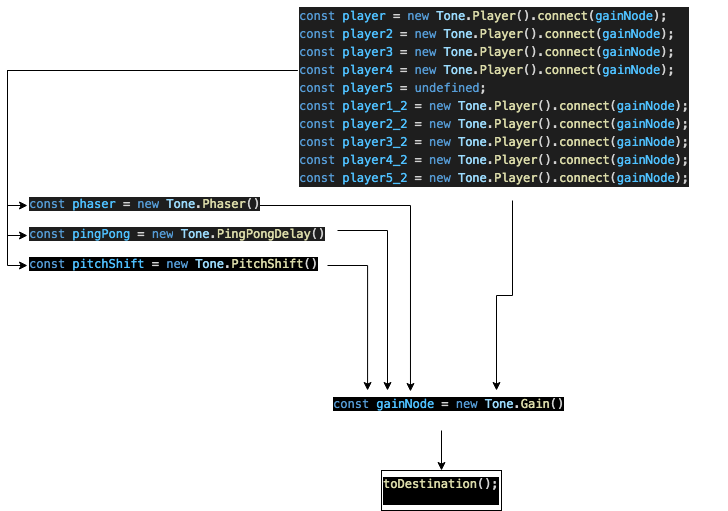 const player = new Tone.Player().connect(gainNode);
const player2 = new Tone.Player().connect(gainNode);
const player3 = new Tone.Player().connect(gainNode);
const player4 = new Tone.Player().connect(gainNode);
const player5 = undefined;
const player1_2 = new Tone.Player().connect(gainNode);
const player2_2 = new Tone.Player().connect(gainNode);
const player3_2 = new Tone.Player().connect(gainNode);
const player4_2 = new Tone.Player().connect(gainNode);
const player5_2 = new Tone.Player().connect(gainNode);
const phaser = new Tone.Phaser()
const pingPong = new Tone.PingPongDelay()
const pitchShift = new Tone.PitchShift()
const gainNode = new Tone.Gain()
toDestination();